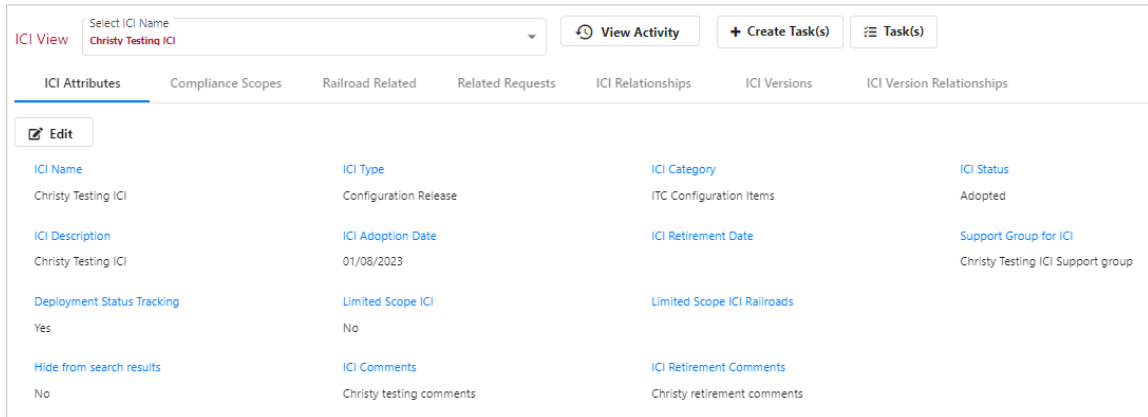 Select ICI Name
ICI View Christy Testing ICI View Activity + Create Task(s) Task(s)
ICI Attributes Compliance Scopes Railroad Related Related Requests ICI Relationships ICI Versions ICI Version Relationships
Edit
ICI Name ICI Type ICI Category ICI Status
Christy Testing ICI Configuration Release ITC Configuration Items Adopted
ICI Description ICI Adoption Date ICI Retirement Date Support Group for ICI
Christy Testing ICI 01/08/2023 Christy Testing ICI Support group
Deployment Status Tracking Limited Scope ICI Limited Scope ICI Railroads
Yes No
Hide from search results ICI Comments ICI Retirement Comments
No Christy testing comments Christy retirement comments